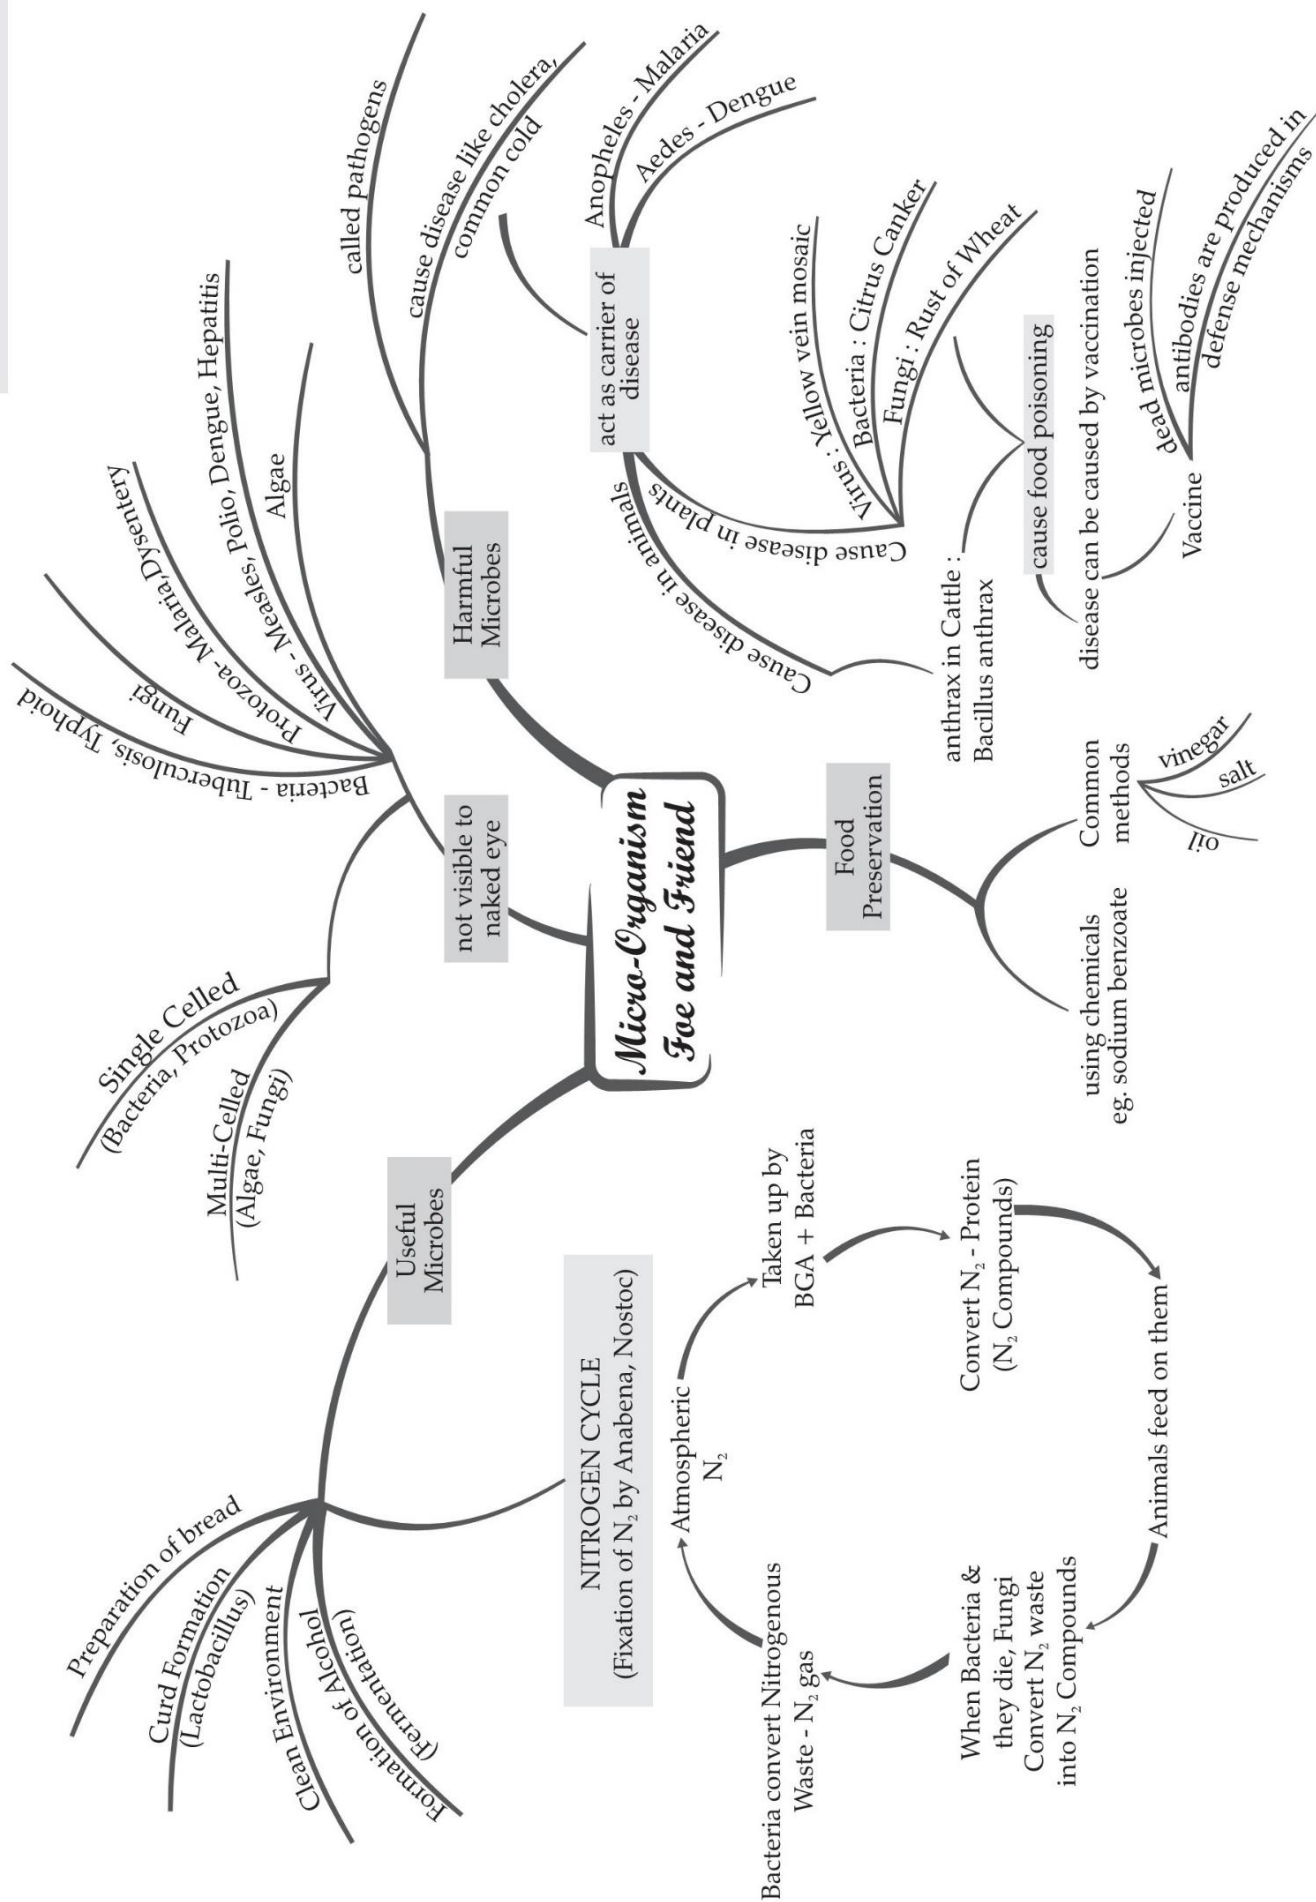 Micro-Organism
Foe and Friend
Useful
Microbes
Preparation of bread
Curd Formation
(Lactobacillus)
Clean Environment
Formation of Alcohol
(Fermentation)
NITROGEN CYCLE
(Fixation of N₂ by Anabena, Nostoc)
Atmospheric
N₂
Taken up by
BGA + Bacteria
Convert N₂ - Protein
(N₂ Compounds)
Animals feed on them
When Bacteria &
they die, Fungi
Convert N₂ waste
into N₂ Compounds
Bacteria convert Nitrogenous
Waste - N₂ gas
not visible to
naked eye
Single Celled
(Bacteria, Protozoa)
Multi-Celled
(Algae, Fungi)
Bacteria - Tuberculosis, Typhoid
Fungi
Protozoa- Malaria,Dysentery
Virus - Measles, Polio, Dengue, Hepatitis
Algae
Harmful
Microbes
called pathogens
cause disease like cholera,
common cold
act as carrier of
disease
Anopheles - Malaria
Aedes - Dengue
Cause disease in animals
Cause disease in plants
Virus : Yellow vein mosaic
Bacteria : Citrus Canker
Fungi : Rust of Wheat
anthrax in Cattle :
Bacillus anthrax
cause food poisoning
disease can be caused by vaccination
Vaccine
dead microbes injected
antibodies are produced in
defense mechanisms
Food
Preservation
using chemicals
eg. sodium benzoate
Common
methods
oil
salt
vinegar